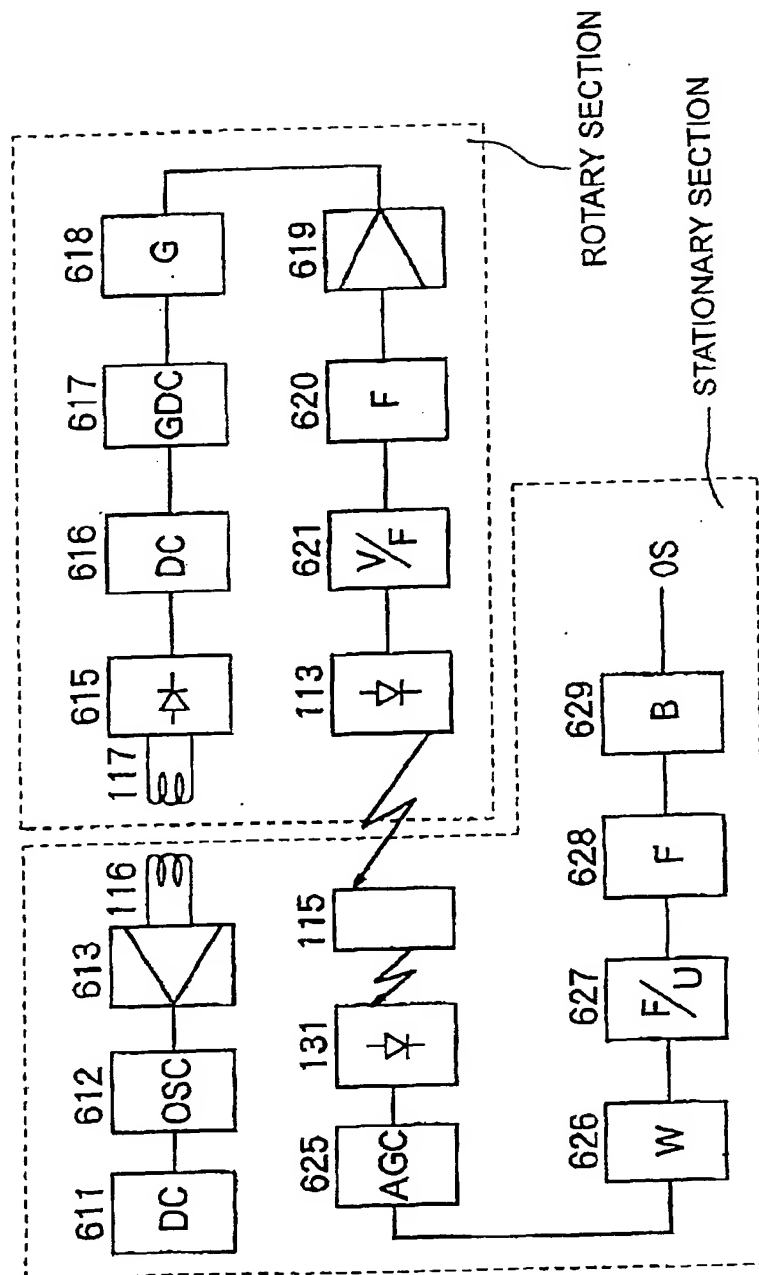 611 612 613 116 117 615 616 617 618
DC OSC DC GDC G
625 131 115 113 621 620 619
AGC V/F F
ROTARY SECTION
626 627 628 629
W F/U F B OS
STATIONARY SECTION